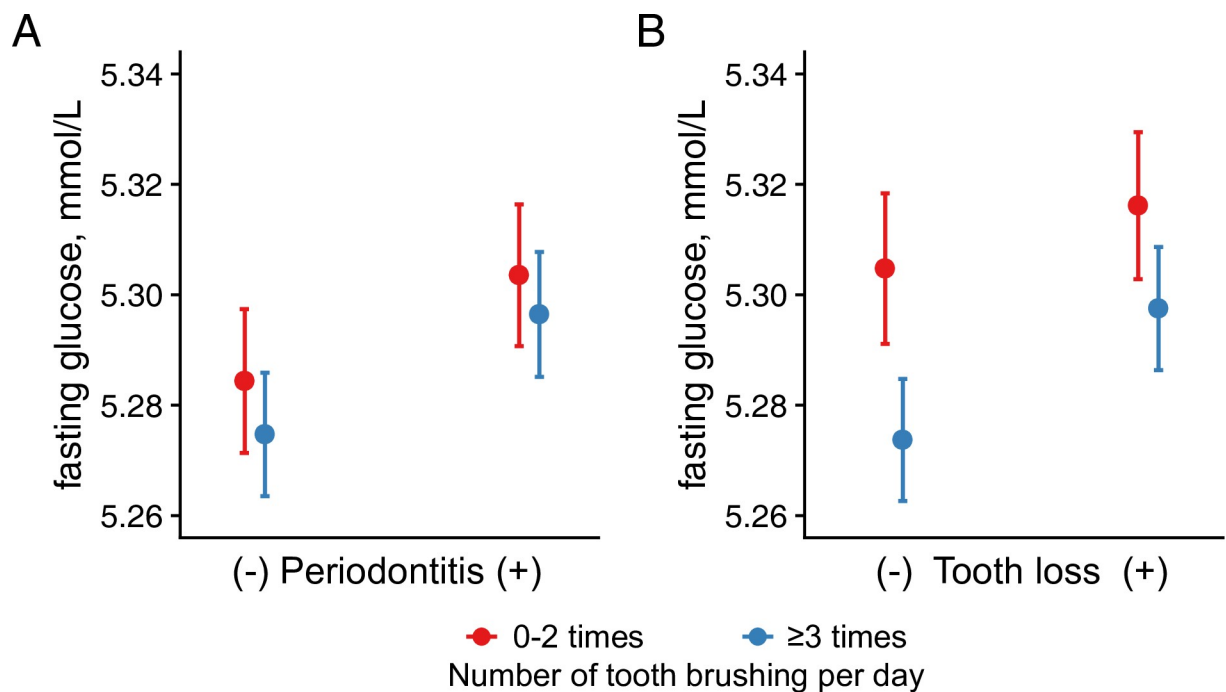 A
fasting glucose, mmol/L
5.34
5.32
5.30
5.28
5.26
(-) Periodontitis (+)
B
fasting glucose, mmol/L
5.34
5.32
5.30
5.28
5.26
(-) Tooth loss (+)
0-2 times
≥3 times
Number of tooth brushing per day